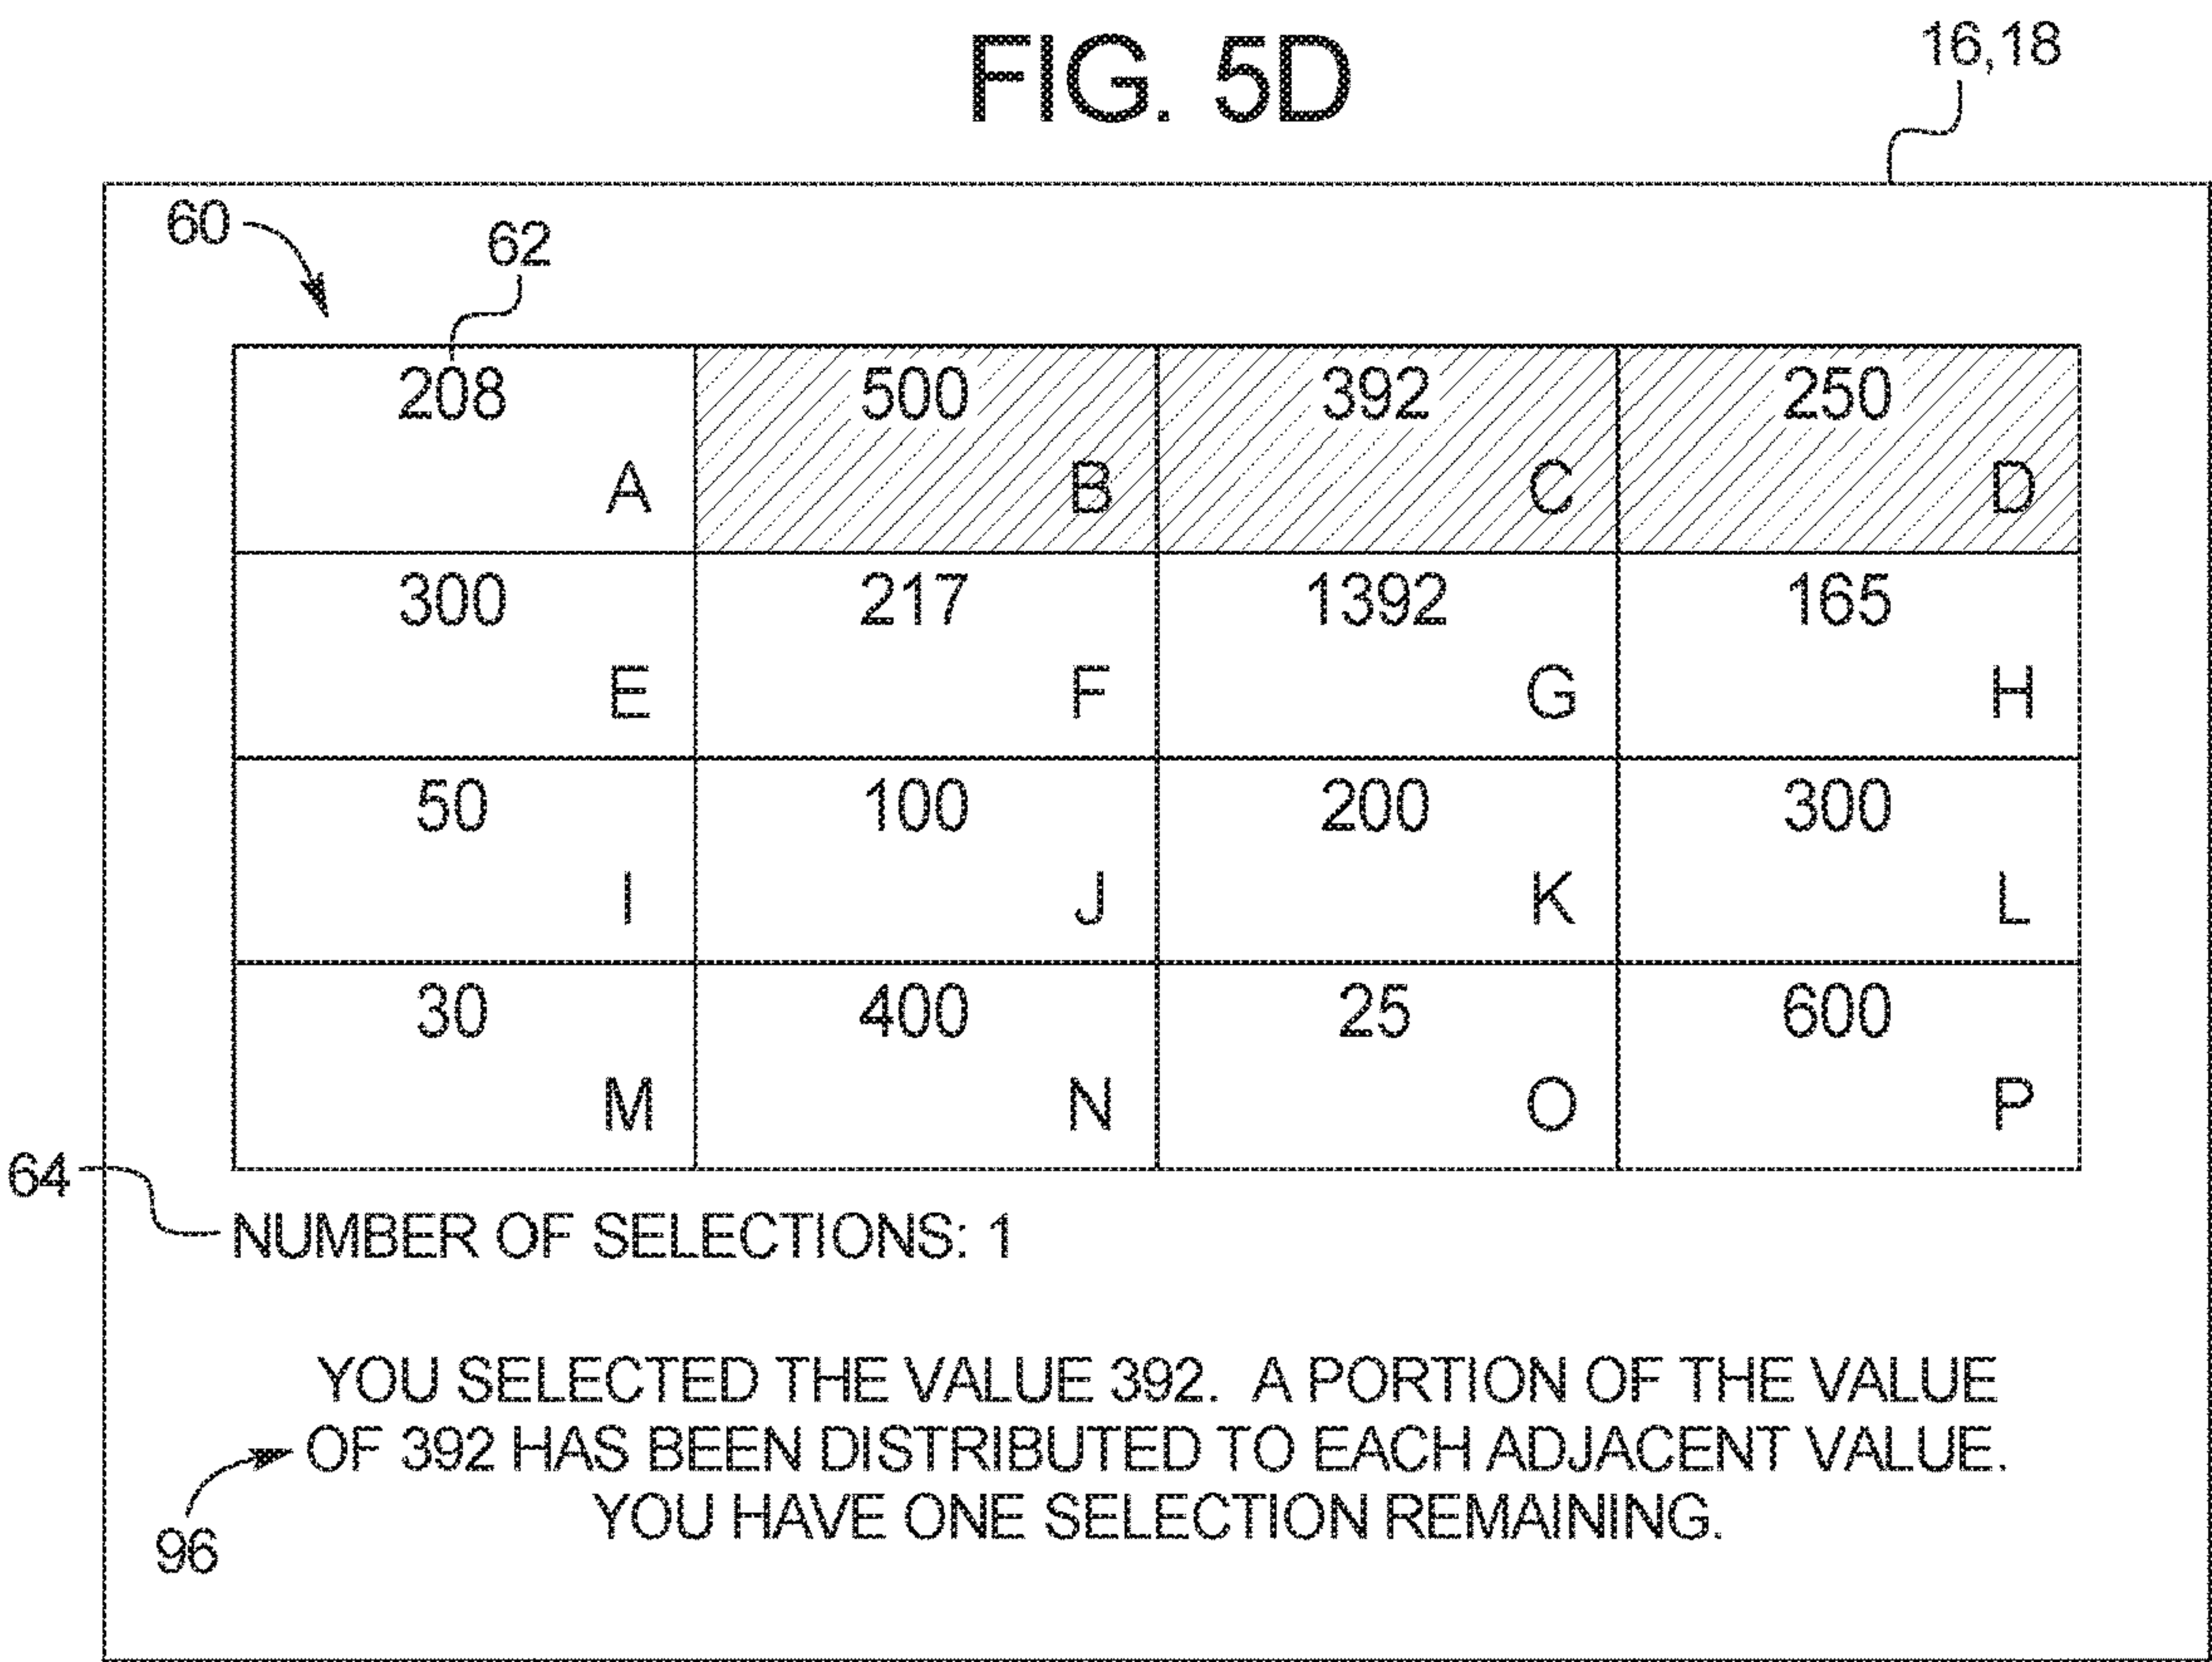 FIG. 5D
16,18
60
62
208 500 392 250
A B C D
300 217 1392 165
E F G H
50 100 200 300
I J K L
30 400 25 600
M N O P
64
NUMBER OF SELECTIONS: 1
YOU SELECTED THE VALUE 392. A PORTION OF THE VALUE
OF 392 HAS BEEN DISTRIBUTED TO EACH ADJACENT VALUE.
YOU HAVE ONE SELECTION REMAINING.
96